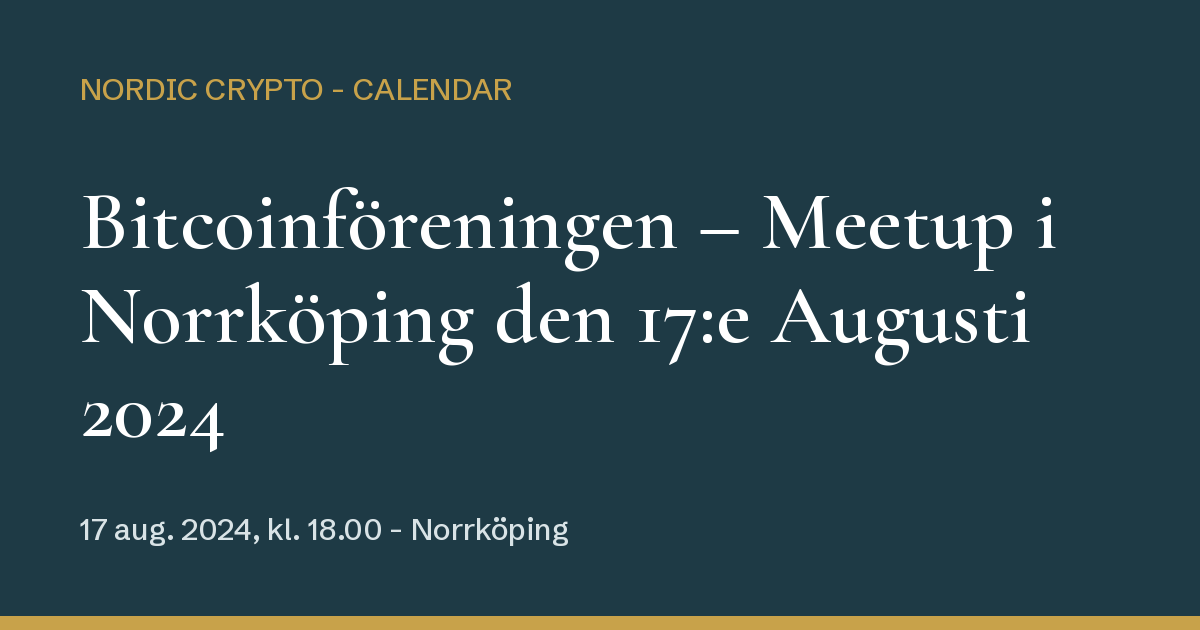 NORDIC CRYPTO - CALENDAR
Bitcoinföreningen – Meetup i
Norrköping den 17:e Augusti
2024
17 aug. 2024, kl. 18.00 - Norrköping